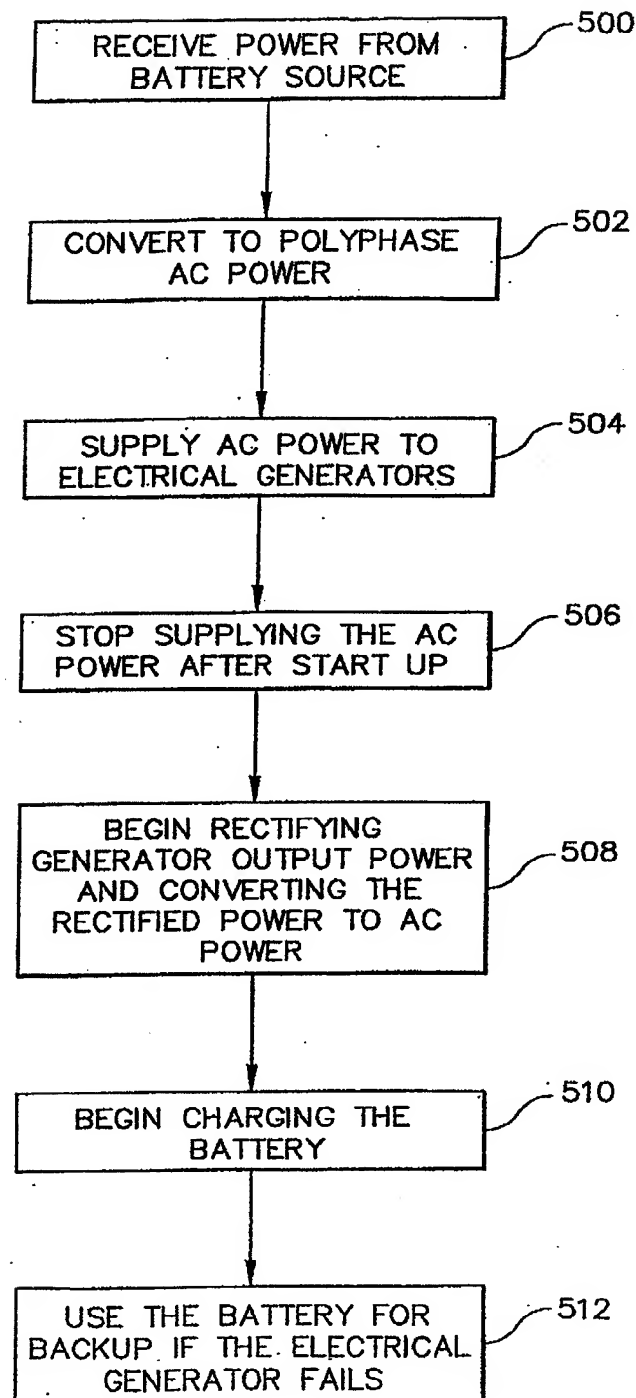 RECEIVE POWER FROM
BATTERY SOURCE
500
CONVERT TO POLYPHASE
AC POWER
502
SUPPLY AC POWER TO
ELECTRICAL GENERATORS
504
STOP SUPPLYING THE AC
POWER AFTER START UP
506
BEGIN RECTIFYING
GENERATOR OUTPUT POWER
AND CONVERTING THE
RECTIFIED POWER TO AC
POWER
508
BEGIN CHARGING THE
BATTERY
510
USE THE BATTERY FOR
BACKUP IF THE ELECTRICAL
GENERATOR FAILS
512